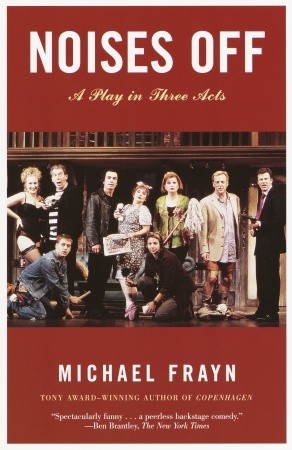 NOISES OFF
A Play in Three Acts
MICHAEL FRAYN
TONY AWARD–WINNING AUTHOR OF COPENHAGEN
"Spectacularly funny . . . a peerless backstage comedy."
—Ben Brantley, The New York Times